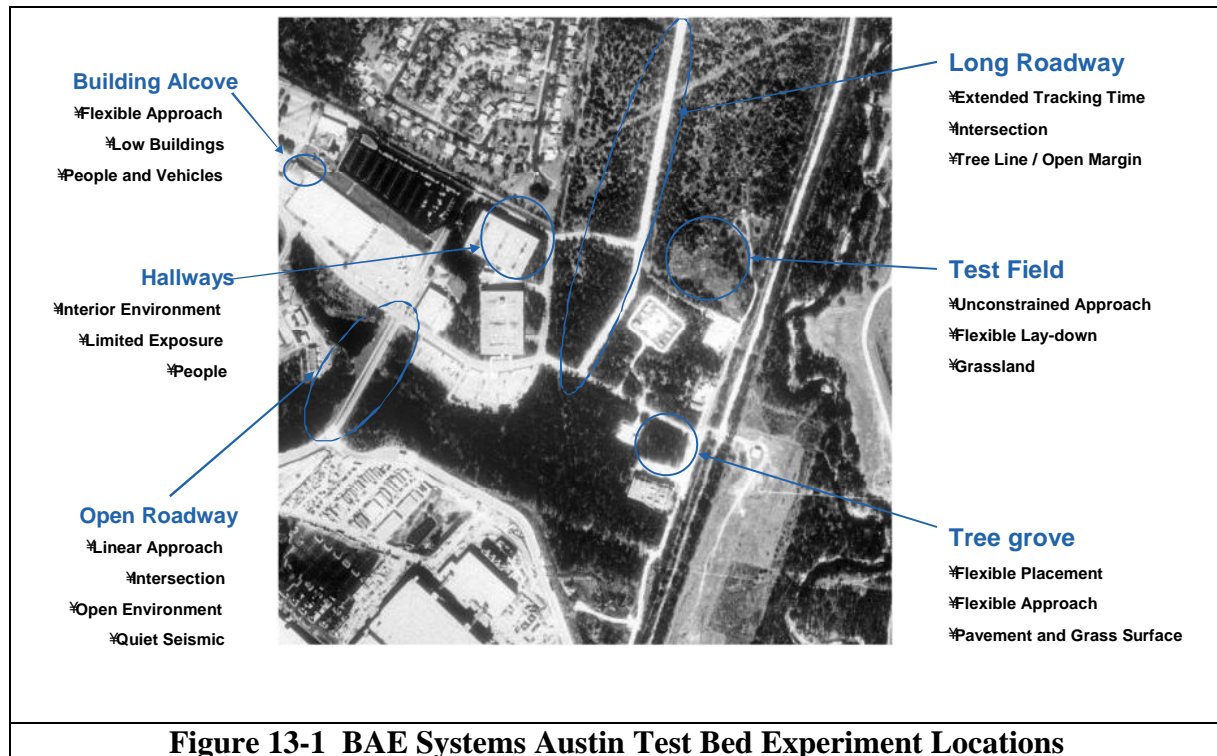 Building Alcove
¥Flexible Approach
¥Low Buildings
¥People and Vehicles
Hallways
¥Interior Environment
¥Limited Exposure
¥People
Open Roadway
¥Linear Approach
¥Intersection
¥Open Environment
¥Quiet Seismic
Long Roadway
¥Extended Tracking Time
¥Intersection
¥Tree Line / Open Margin
Test Field
¥Unconstrained Approach
¥Flexible Lay-down
¥Grassland
Tree grove
¥Flexible Placement
¥Flexible Approach
¥Pavement and Grass Surface
Figure 13-1 BAE Systems Austin Test Bed Experiment Locations